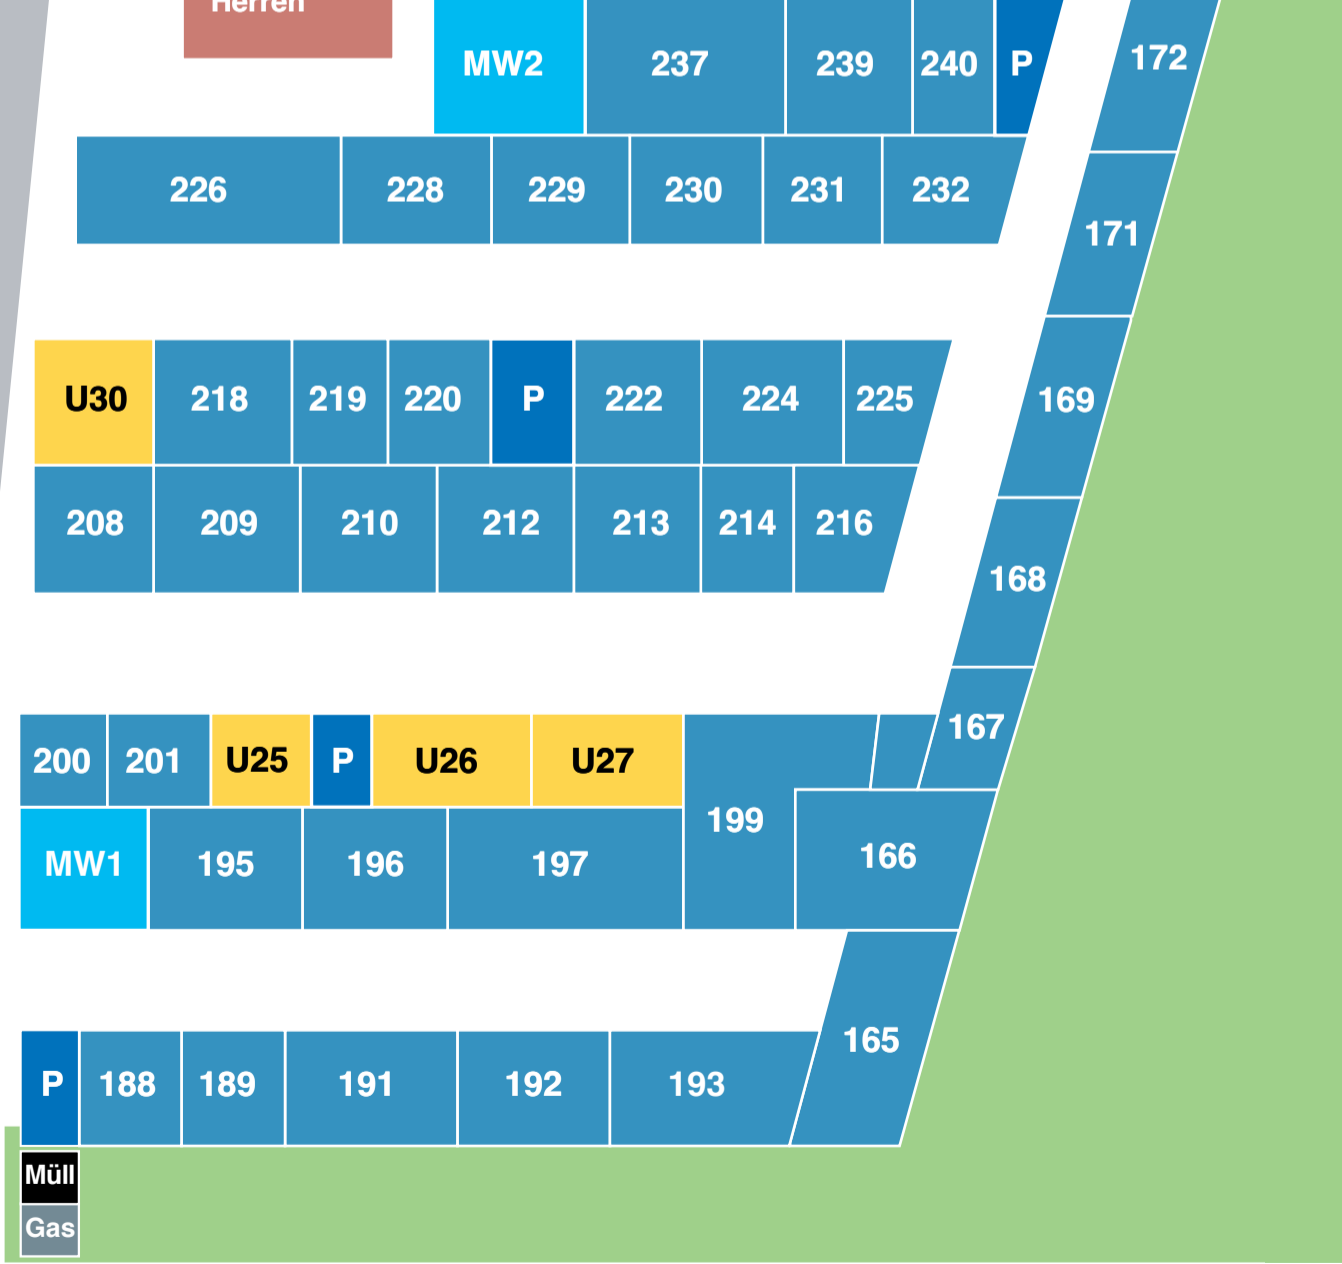 Herren
MW2 237 239 240 P 172
226 228 229 230 231 232
171
U30 218 219 220 P 222 224 225 169
208 209 210 212 213 214 216
168
167
200 201 U25 P U26 U27
199
MW1 195 196 197 166
165
P 188 189 191 192 193
Müll
Gas